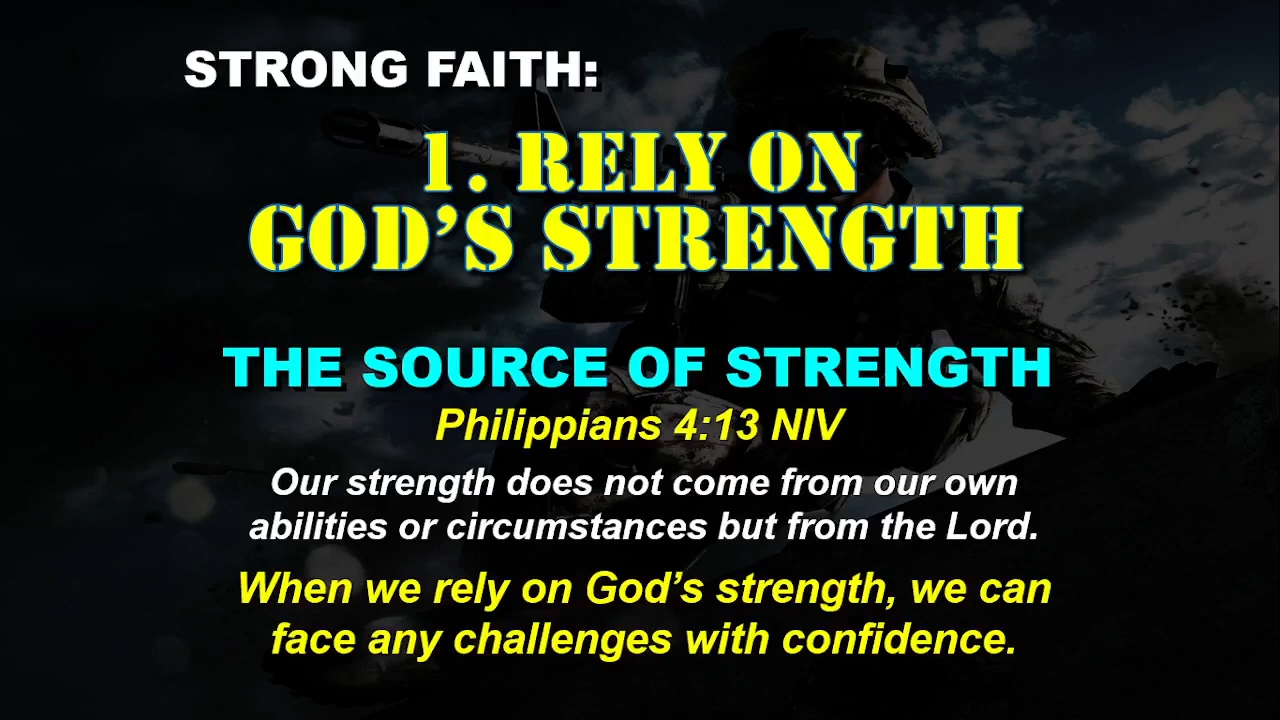 STRONG FAITH:
1. RELY ON
GOD’S STRENGTH
THE SOURCE OF STRENGTH
Philippians 4:13 NIV
Our strength does not come from our own
abilities or circumstances but from the Lord.
When we rely on God’s strength, we can
face any challenges with confidence.